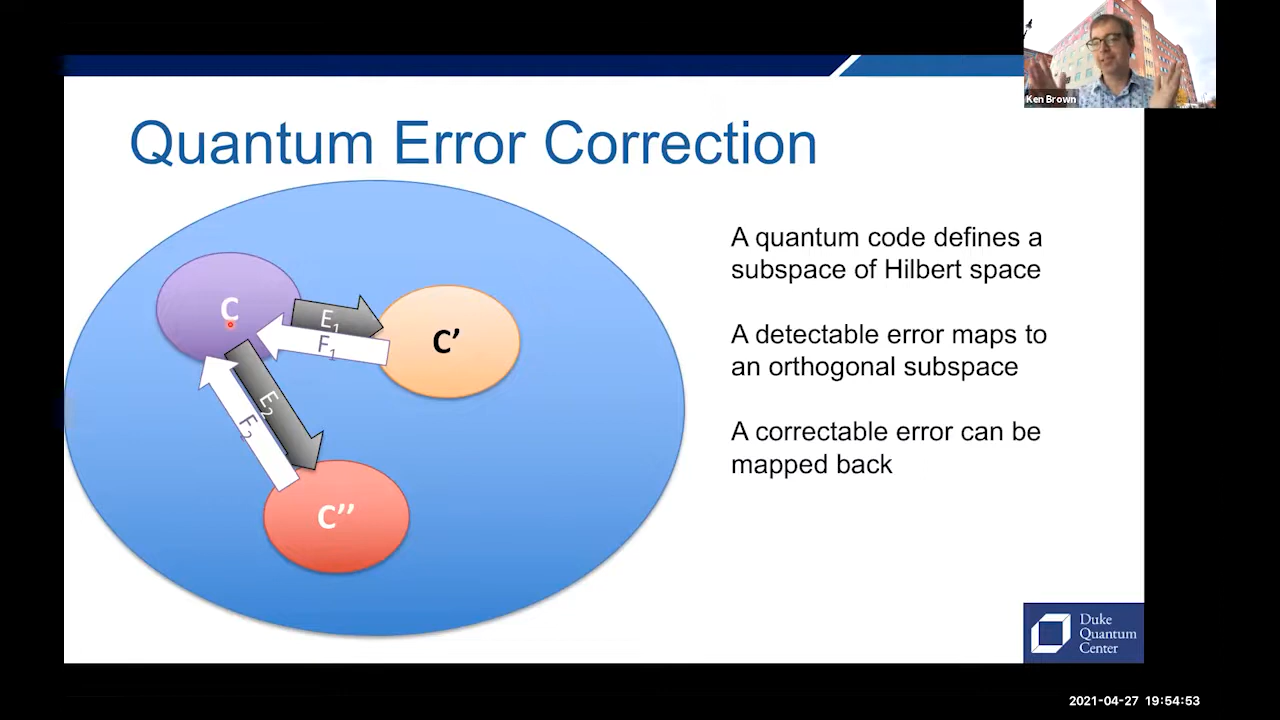 Ken Brown
Quantum Error Correction
A quantum code defines a
subspace of Hilbert space
A detectable error maps to
an orthogonal subspace
A correctable error can be
mapped back
C
E1
F1
C’
E2
F2
C’’
Duke
Quantum
Center
2021-04-27 19:54:53